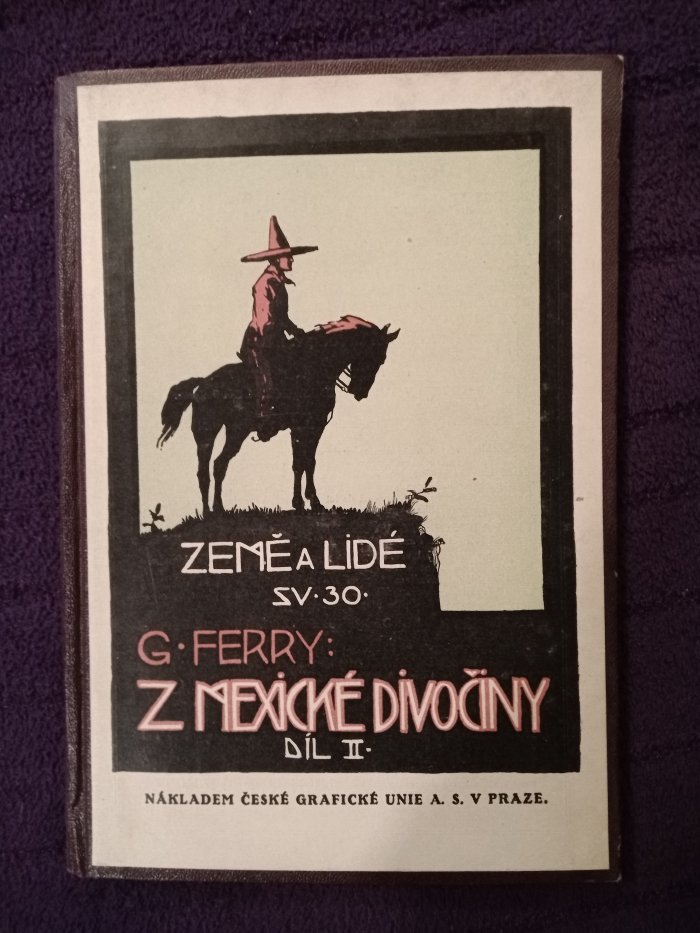 ZEMĚ A LIDÉ
SV·30·
G·FERRY:
Z MEXICKÉ DIVOČINY
DÍL II·
NÁKLADEM ČESKÉ GRAFICKÉ UNIE A. S. V PRAZE.